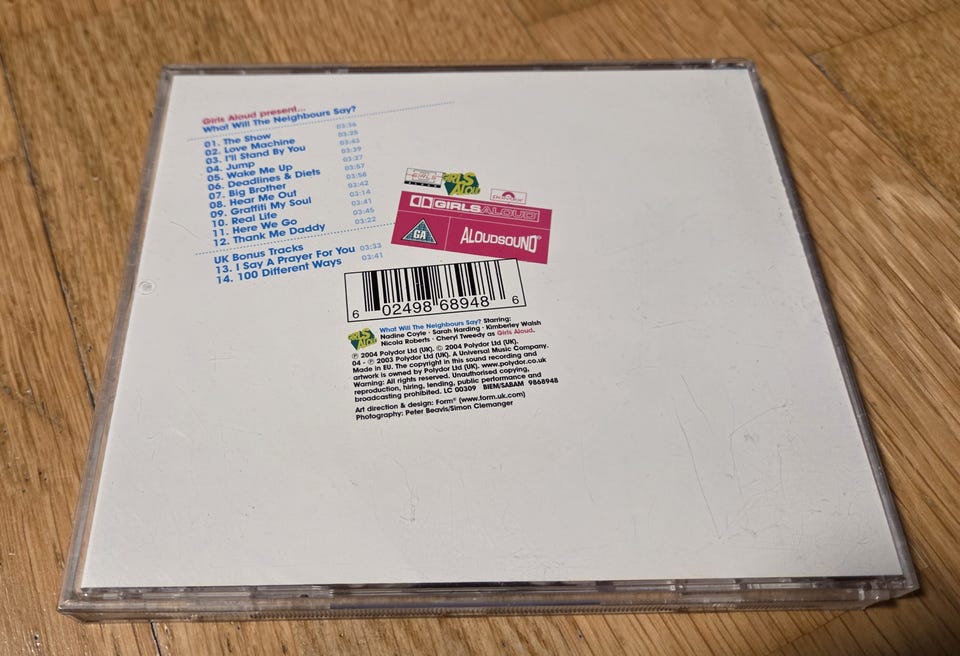 Girls Aloud present...
What Will The Neighbours Say?
01. The Show 03:36
02. Love Machine 03:25
03. I'll Stand By You 03:43
04. Jump 03:39
05. Wake Me Up 03:27
06. Deadlines & Diets 03:57
07. Big Brother 03:56
08. Hear Me Out 03:42
09. Graffiti My Soul 03:14
10. Real Life 03:41
11. Here We Go 03:45
12. Thank Me Daddy 03:22
UK Bonus Tracks
13. I Say A Prayer For You 03:33
14. 100 Different Ways 03:41
GIRLS ALOUD
polydor
GIRLSALOUD
GA
ALOUDSOUND
6 02498 68948 6
GIRLS ALOUD
What Will The Neighbours Say? Starring:
Nadine Coyle · Sarah Harding · Kimberley Walsh
Nicola Roberts · Cheryl Tweedy as Girls Aloud.
℗ 2004 Polydor Ltd (UK). © 2004 Polydor Ltd (UK).
04 - ℗ 2003 Polydor Ltd (UK). A Universal Music Company.
Made in EU. The copyright in this sound recording and
artwork is owned by Polydor Ltd (UK). www.polydor.co.uk
Warning: All rights reserved. Unauthorised copying,
reproduction, hiring, lending, public performance and
broadcasting prohibited. LC 00309 BIEM/SABAM 9868948
Art direction & design: Form® (www.form.uk.com)
Photography: Peter Beavis/Simon Clemanger